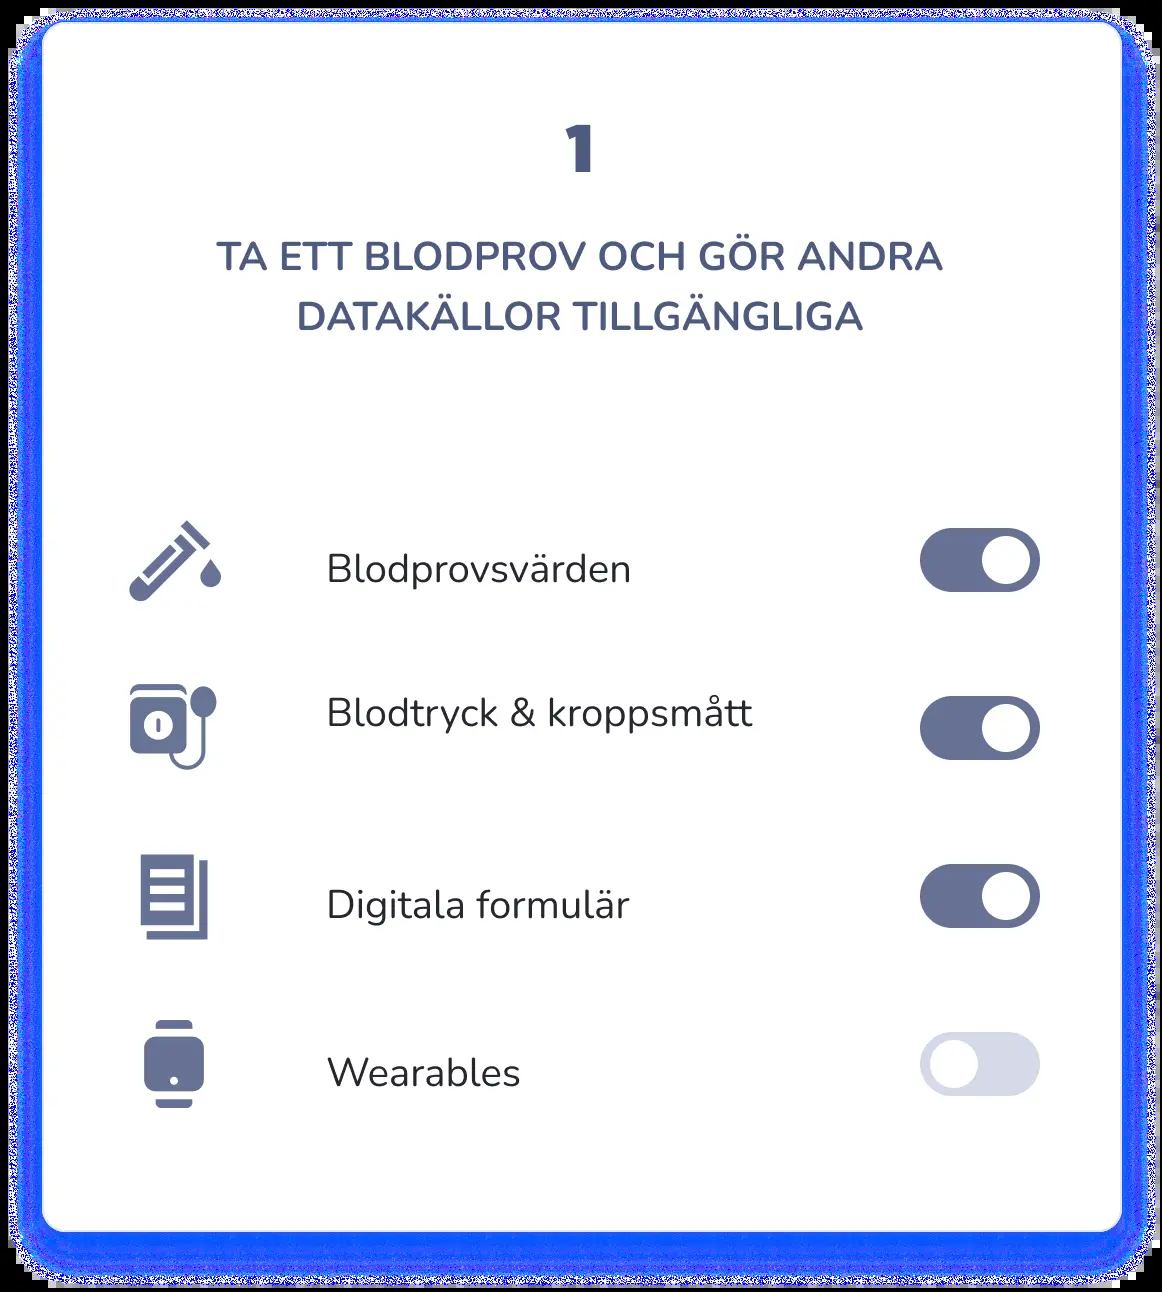 1
TA ETT BLODPROV OCH GÖR ANDRA
DATAKÄLLOR TILLGÄNGLIGA
Blodprovsvärden
Blodtryck & kroppsmått
Digitala formulär
Wearables